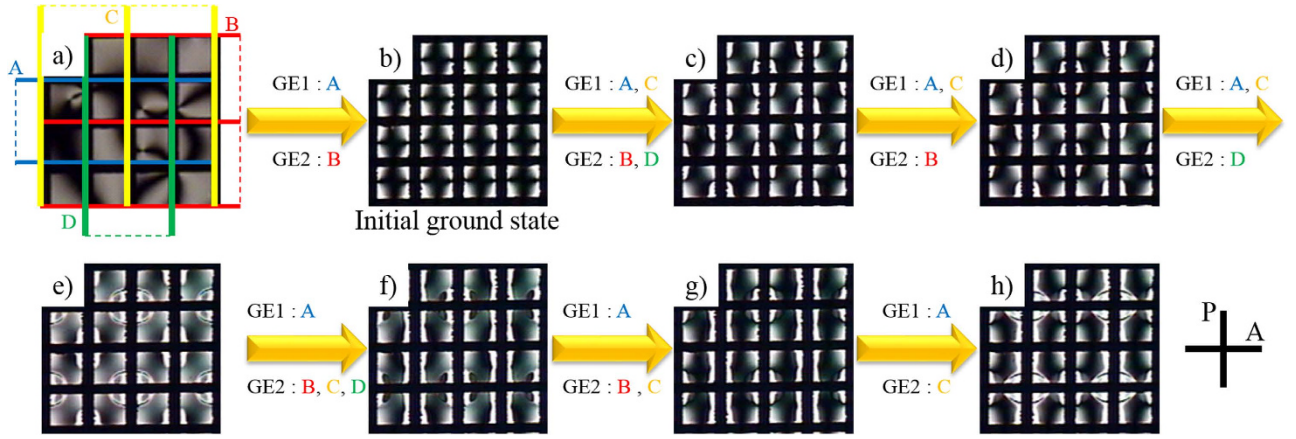 C
B
a)
A
D
GE1 : A
GE2 : B
b)
Initial ground state
GE1 : A, C
GE2 : B, D
c)
GE1 : A, C
GE2 : B
d)
GE1 : A, C
GE2 : D
e)
GE1 : A
GE2 : B, C, D
f)
GE1 : A
GE2 : B, C
g)
GE1 : A
GE2 : C
h)
P
A